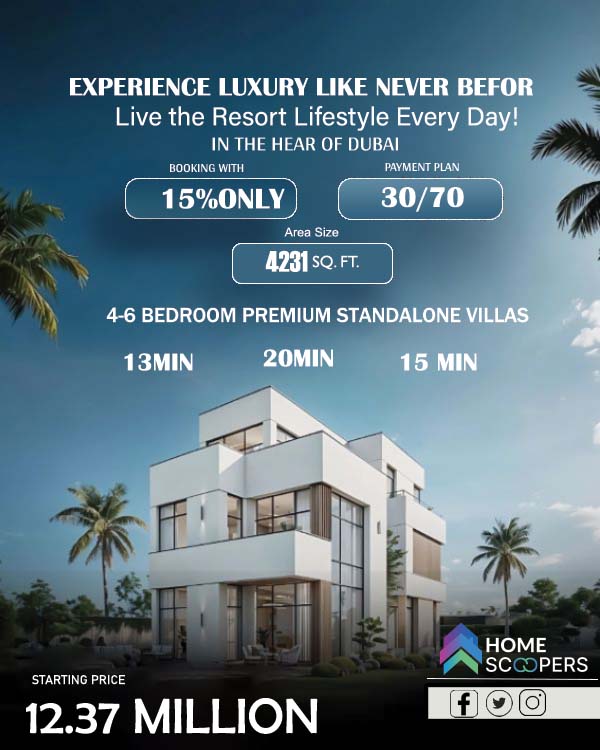 EXPERIENCE LUXURY LIKE NEVER BEFOR
Live the Resort Lifestyle Every Day!
IN THE HEAR OF DUBAI
BOOKING WITH
15%ONLY
PAYMENT PLAN
30/70
Area Size
4231 SQ. FT.
4-6 BEDROOM PREMIUM STANDALONE VILLAS
13MIN 20MIN 15 MIN
HOME
SCOOPERS
STARTING PRICE
12.37 MILLION